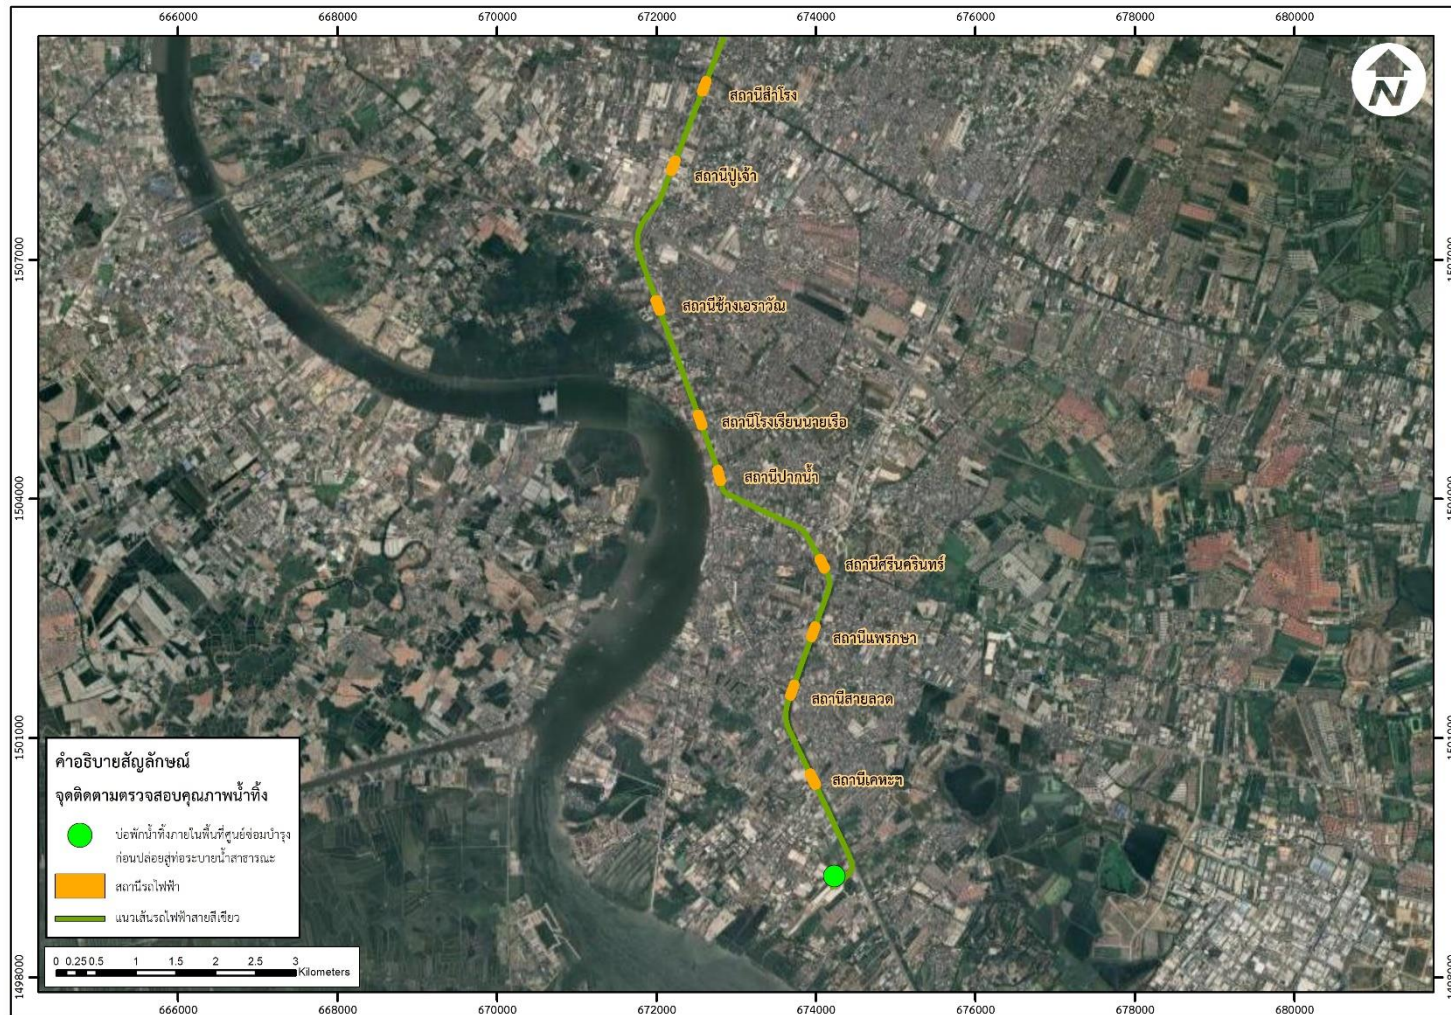 666000 668000 670000 672000 674000 676000 678000 680000
N
สถานีสำโรง
สถานีปู่เจ้า
1507000 1507000
สถานีช้างเอราวัณ
สถานีโรงเรียนนายเรือ
สถานีปากน้ำ
1504000 1504000
สถานีศรีนครินทร์
สถานีแพรกษา
สถานีสายลวด
1501000 1501000
สถานีเคหะฯ
คำอธิบายสัญลักษณ์
จุดติดตามตรวจสอบคุณภาพน้ำทิ้ง
บ่อพักน้ำทิ้งภายในพื้นที่ศูนย์ซ่อมบำรุง
ก่อนปล่อยสู่ท่อระบายน้ำสาธารณะ
สถานีรถไฟฟ้า
แนวเส้นรถไฟฟ้าสายสีเขียว
0 0.25 0.5 1 1.5 2 2.5 3
Kilometers
1498000 1498000
666000 668000 670000 672000 674000 676000 678000 680000